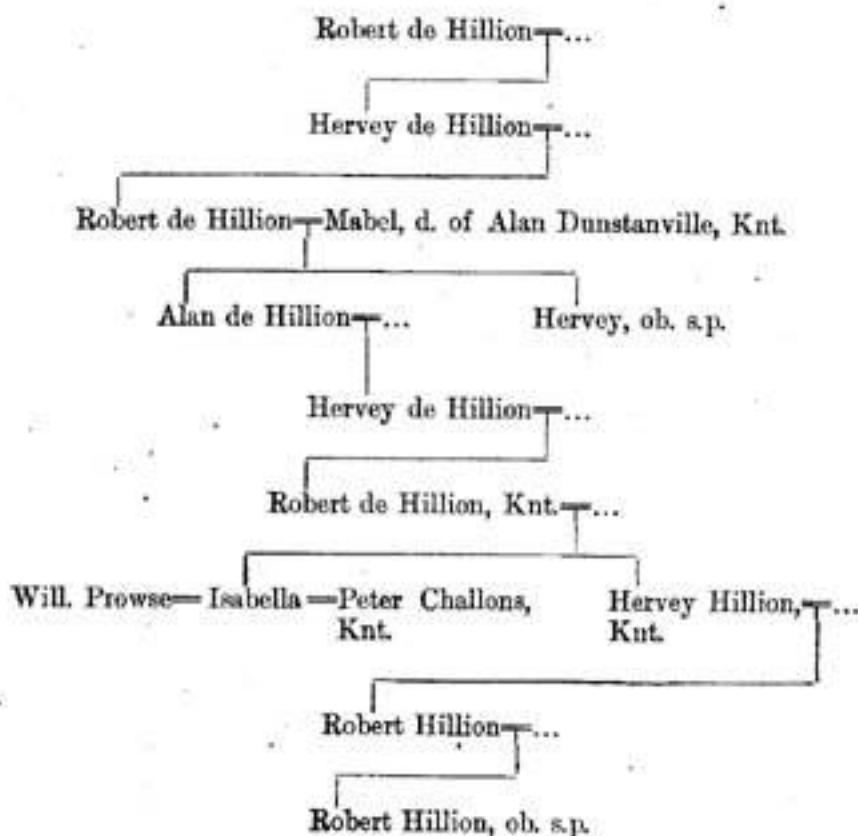 Robert de Hillion=...
Hervey de Hillion=...
Robert de Hillion=Mabel, d. of Alan Dunstanville, Knt.
Alan de Hillion=... Hervey, ob. s.p.
Hervey de Hillion=...
Robert de Hillion, Knt.=...
Will. Prowse=Isabella=Peter Challons, Hervey Hillion,=...
Knt. Knt.
Robert Hillion=...
Robert Hillion, ob. s.p.